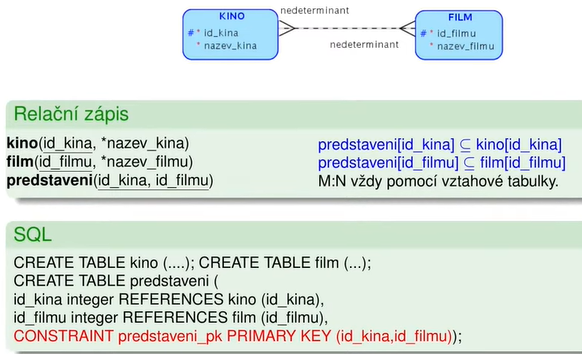 KINO
# * id_kina
* nazev_kina
nedeterminant
nedeterminant
FILM
# * id_filmu
* nazev_filmu
Relační zápis
kino(id_kina, *nazev_kina)
predstaveni[id_kina] ⊆ kino[id_kina]
film(id_filmu, *nazev_filmu)
predstaveni[id_filmu] ⊆ film[id_filmu]
predstaveni(id_kina, id_filmu)
M:N vždy pomocí vztahové tabulky.
SQL
CREATE TABLE kino (....); CREATE TABLE film (...);
CREATE TABLE predstaveni (
id_kina integer REFERENCES kino (id_kina),
id_filmu integer REFERENCES film (id_filmu),
CONSTRAINT predstaveni_pk PRIMARY KEY (id_kina,id_filmu));